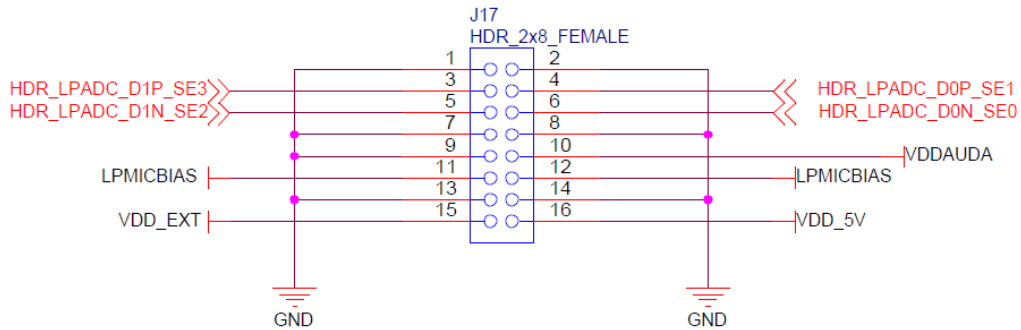 J17
HDR_2x8_FEMALE
1 2
HDR_LPADC_D1P_SE3 3 4 HDR_LPADC_D0P_SE1
HDR_LPADC_D1N_SE2 5 6 HDR_LPADC_D0N_SE0
7 8
9 10 VDDAUDA
LPMICBIAS 11 12 LPMICBIAS
13 14
VDD_EXT 15 16 VDD_5V
GND GND